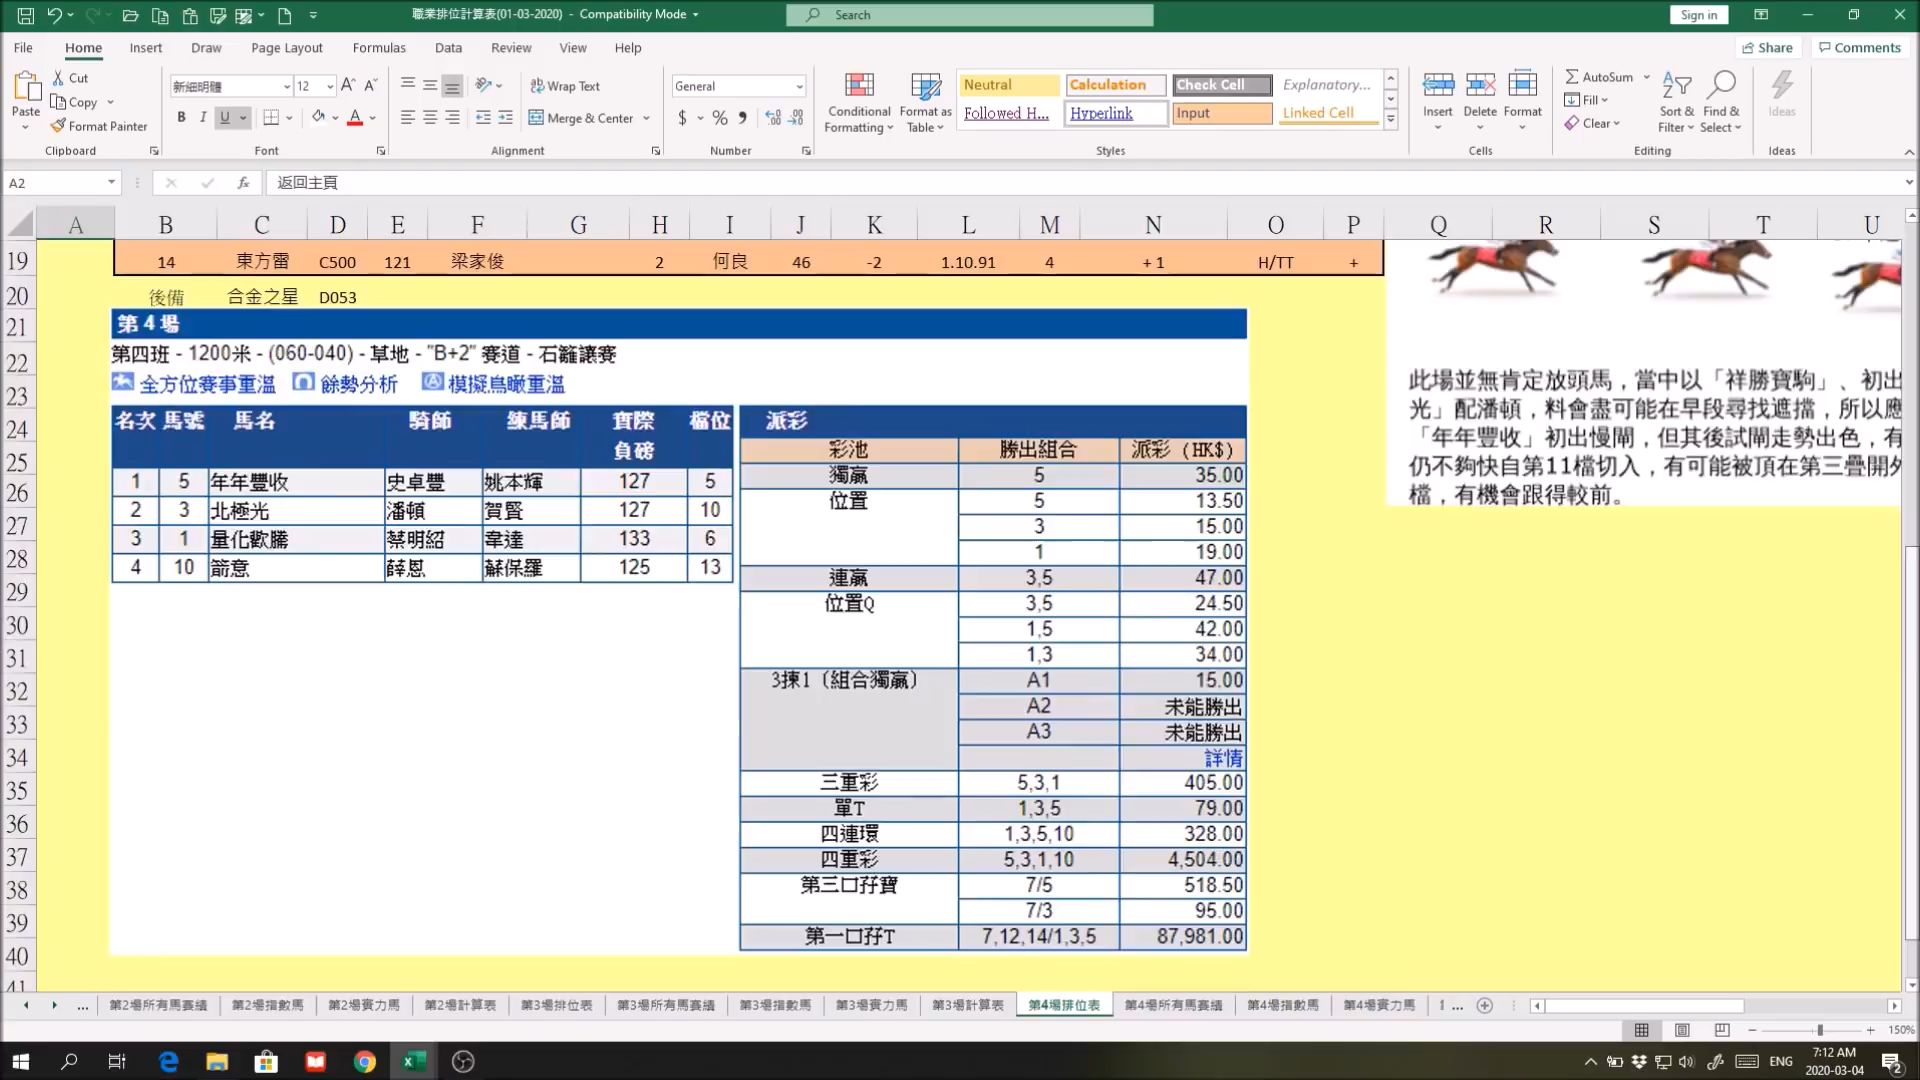 職業排位計算表(01-03-2020) - Compatibility Mode
Search
Sign in
File Home Insert Draw Page Layout Formulas Data Review View Help
Share Comments
Paste
Cut
Copy
Format Painter
Clipboard
新細明體 12
B I U
Font
Wrap Text
Merge & Center
Alignment
General
$ %
Number
Conditional Formatting
Format as Table
Neutral Calculation Check Cell Explanatory...
Followed H... Hyperlink Input Linked Cell
Styles
Insert Delete Format
Cells
AutoSum
Fill
Clear
Sort & Filter
Find & Select
Editing
Ideas
Ideas
A2 fx 返回主頁
A B C D E F G H I J K L M N O P Q R S T U
19 14 東方雷 C500 121 梁家俊 2 何良 46 -2 1.10.91 4 + 1 H/TT +
20 後備 合金之星 D053
21 第 4 場
22 第四班 - 1200米 - (060-040) - 草地 - "B+2" 賽道 - 石籬讓賽
23 全方位賽事重溫 餘勢分析 模擬鳥瞰重溫
24 名次 馬號 馬名 騎師 練馬師 實際負磅 檔位
1 5 年年豐收 史卓豐 姚本輝 127 5
2 3 北極光 潘頓 賀賢 127 10
3 1 量化歡騰 蔡明紹 韋達 133 6
4 10 箭意 薛恩 蘇保羅 125 13
派彩
彩池 勝出組合 派彩 (HK$)
獨贏 5 35.00
位置 5 13.50
3 15.00
1 19.00
連贏 3,5 47.00
位置Q 3,5 24.50
1,5 42.00
1,3 34.00
3揀1 (組合獨贏) A1 15.00
A2 未能勝出
A3 未能勝出
詳情
三重彩 5,3,1 405.00
單T 1,3,5 79.00
四連環 1,3,5,10 328.00
四重彩 5,3,1,10 4,504.00
第三口孖寶 7/5 518.50
7/3 95.00
第一口孖T 7,12,14/1,3,5 87,981.00
25
26
27
28
29
30
31
32
33
34
35
36
37
38
39
40
41
此場並無肯定放頭馬，當中以「祥勝寶駒」、初出
光」配潘頓，料會盡可能在早段尋找遮擋，所以應
「年年豐收」初出慢閘，但其後試閘走勢出色，有
仍不夠快自第11檔切入，有可能被頂在第三疊開外
檔，有機會跟得較前。
... 第2場所有馬賽績 第2場指數馬 第2場實力馬 第2場計算表 第3場排位表 第3場所有馬賽績 第3場指數馬 第3場實力馬 第3場計算表 第4場排位表 第4場所有馬賽績 第4場指數馬 第4場實力馬 ...
150%
ENG
7:12 AM
2020-03-04
2